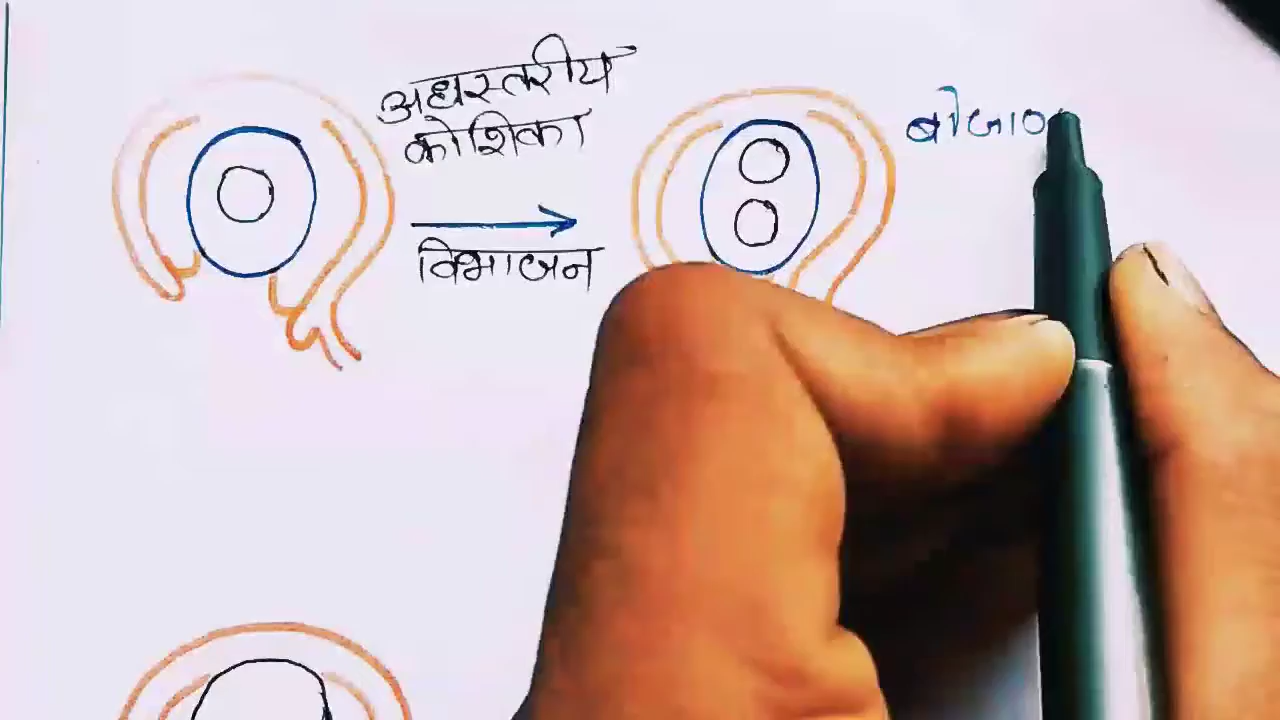 अधस्तरीय
कोशिका
विभाजन